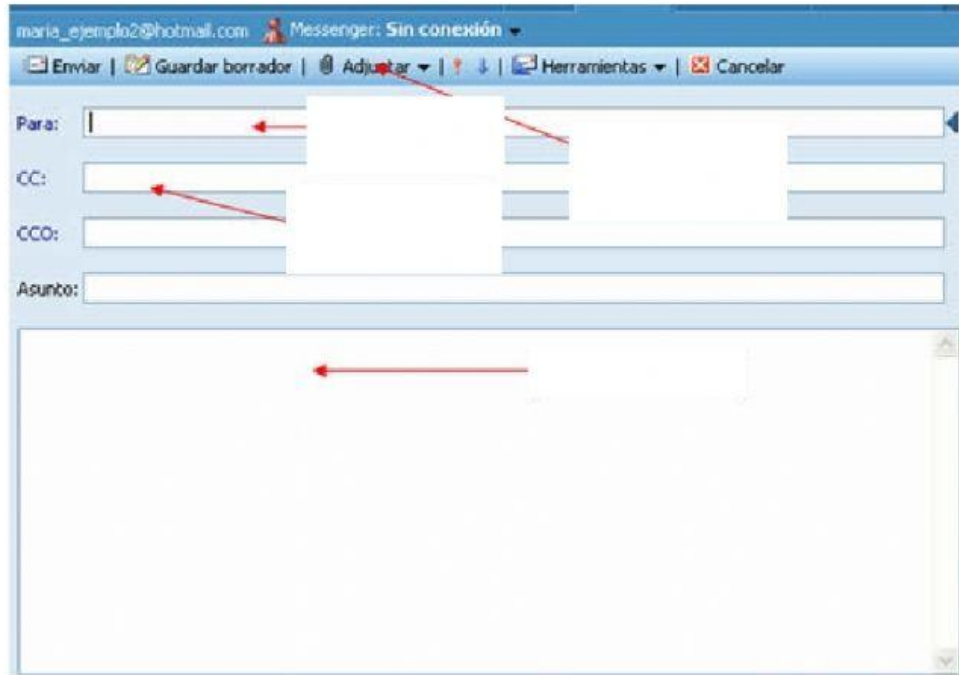 maria_ejemplo2@hotmail.com Messenger: Sin conexión
Enviar | Guardar borrador | Adjuntar | Herramientas | Cancelar
Para:
CC:
CCO:
Asunto: